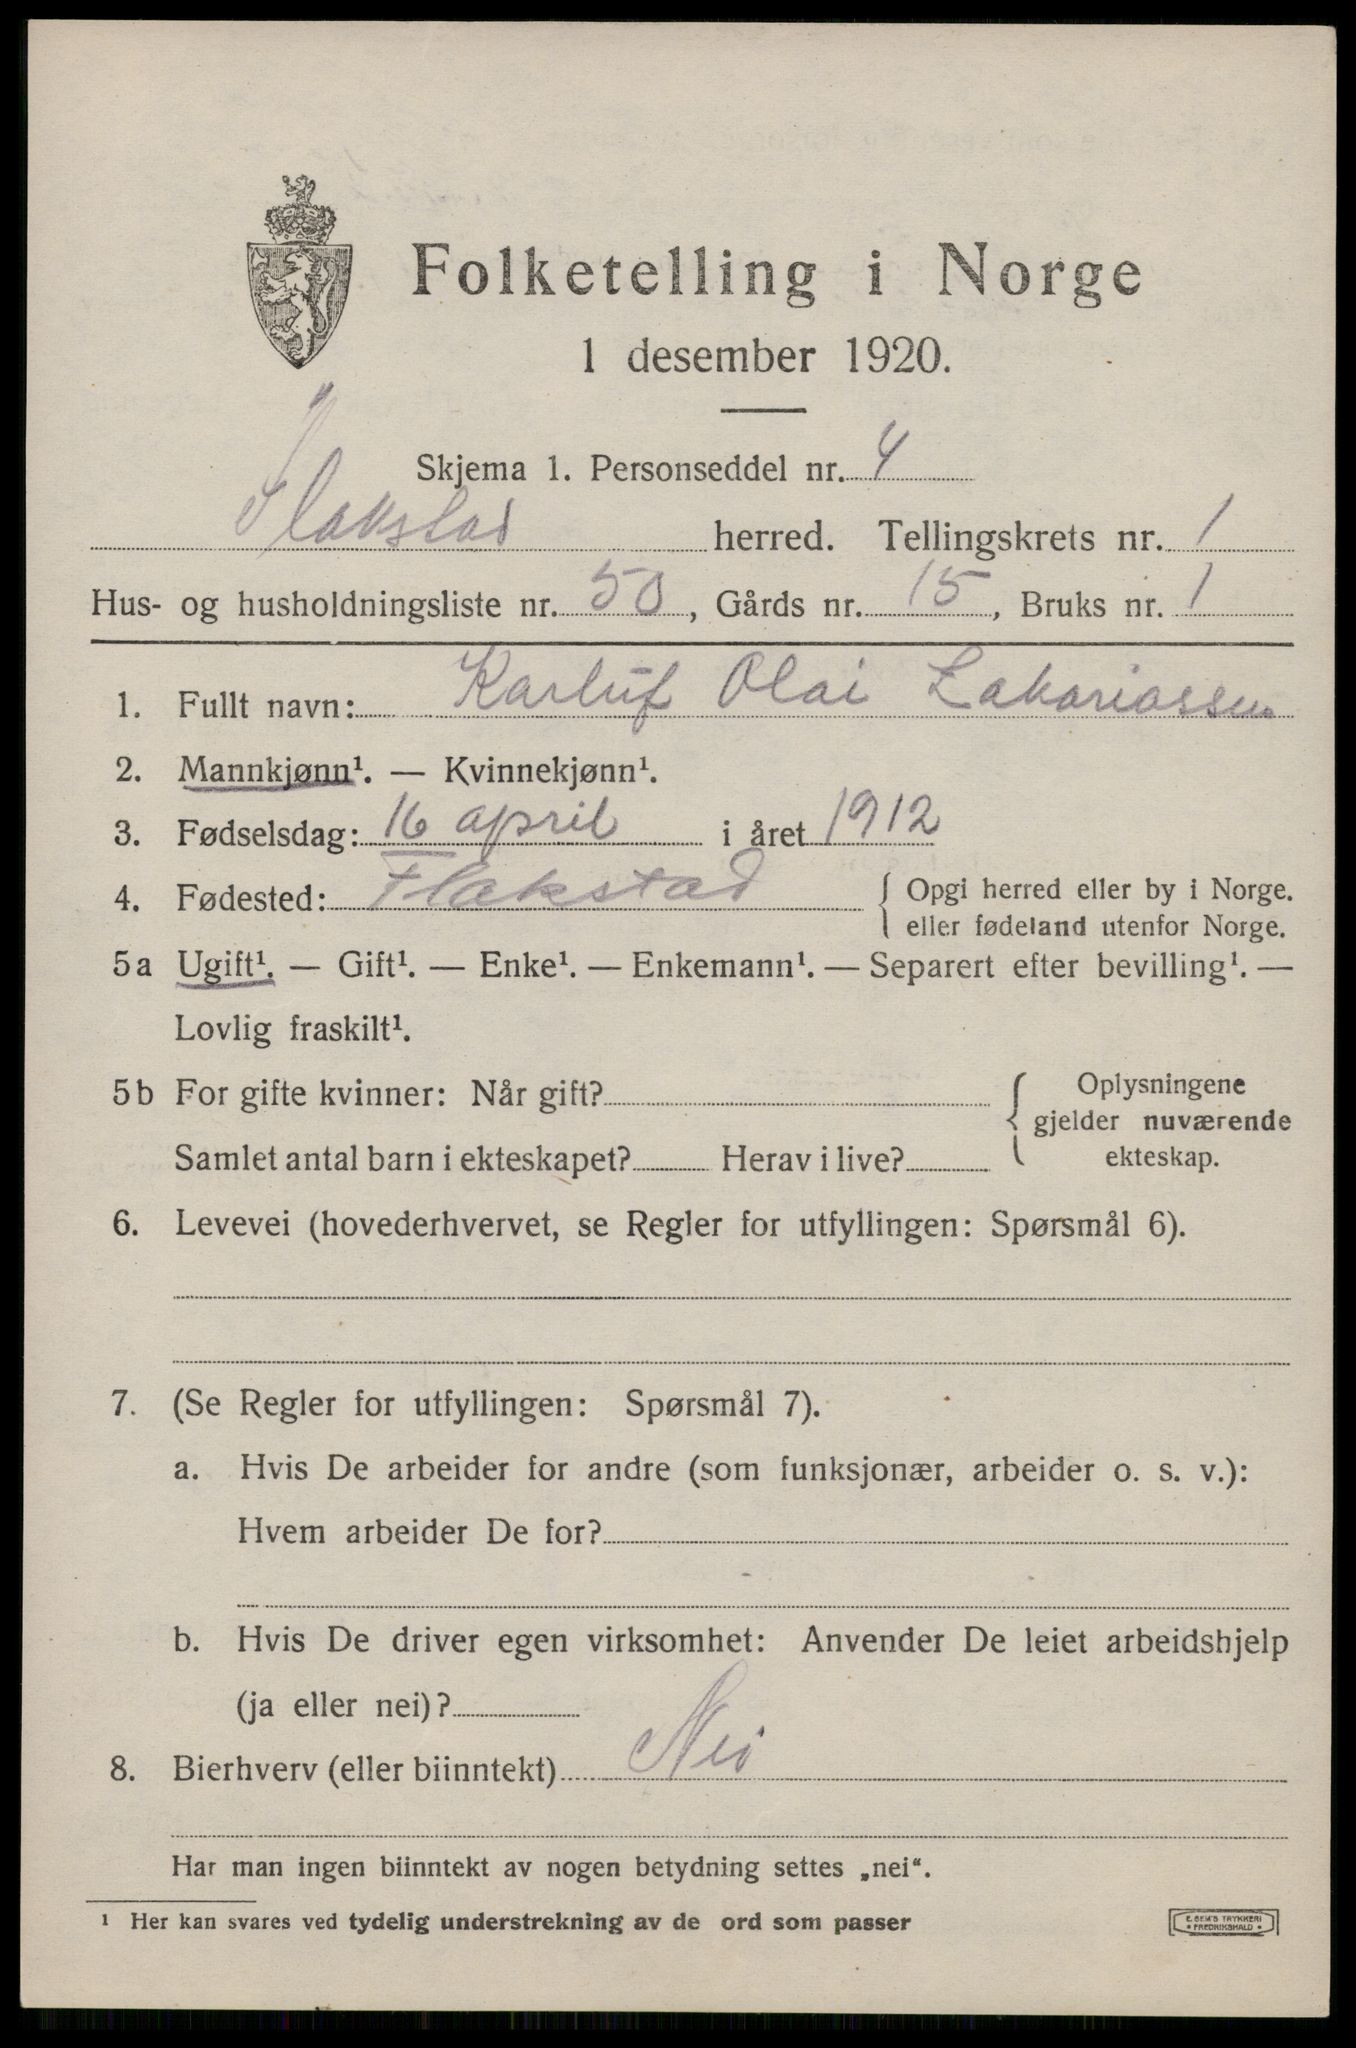 Folketelling i Norge
1 desember 1920.
Skjema 1. Personseddel nr. 4
Flakstad herred. Tellingskrets nr. 1
Hus- og husholdningsliste nr. 50, Gårds nr. 15, Bruks nr. 1
1. Fullt navn: Karluf Olai Zakariassen
2. Mannkjønn¹. — Kvinnekjønn¹.
3. Fødselsdag: 16 april i året 1912
4. Fødested: Flakstad { Opgi herred eller by i Norge.
eller fødeland utenfor Norge.
5a Ugift¹. — Gift¹. — Enke¹. — Enkemann¹. — Separert efter bevilling¹. —
Lovlig fraskilt¹.
5b For gifte kvinner: Når gift? { Oplysningene
gjelder nuværende
Samlet antal barn i ekteskapet? Herav i live? ekteskap.
6. Levevei (hovederhvervet, se Regler for utfyllingen: Spørsmål 6).
7. (Se Regler for utfyllingen: Spørsmål 7).
a. Hvis De arbeider for andre (som funksjonær, arbeider o. s. v.):
Hvem arbeider De for?
b. Hvis De driver egen virksomhet: Anvender De leiet arbeidshjelp
(ja eller nei)?
8. Bierhverv (eller biinntekt) Nei
Har man ingen biinntekt av nogen betydning settes „nei“.
¹ Her kan svares ved tydelig understrekning av de ord som passer
E. SEM'S TRYKKERI
• FREDRIKSHALD •